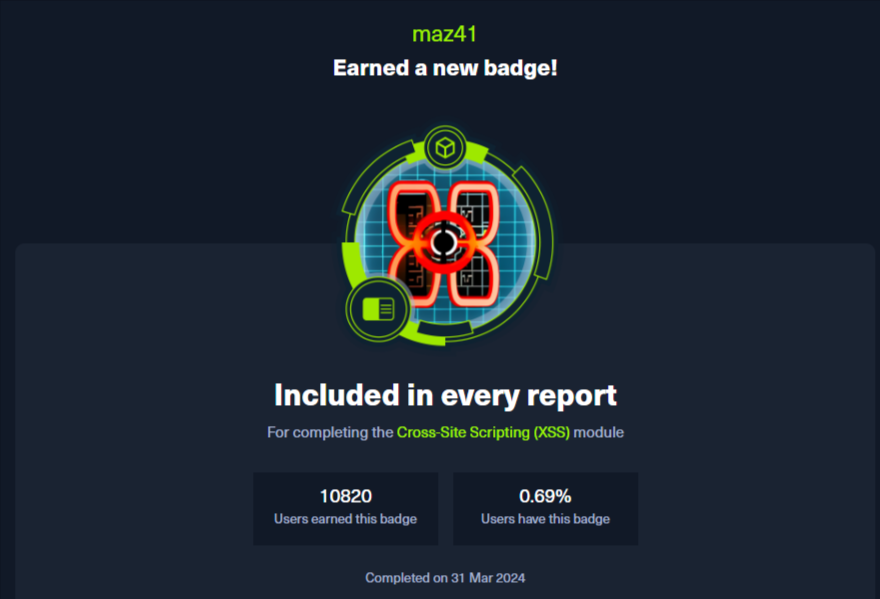 maz41
Earned a new badge!
Included in every report
For completing the Cross-Site Scripting (XSS) module
10820
Users earned this badge
0.69%
Users have this badge
Completed on 31 Mar 2024